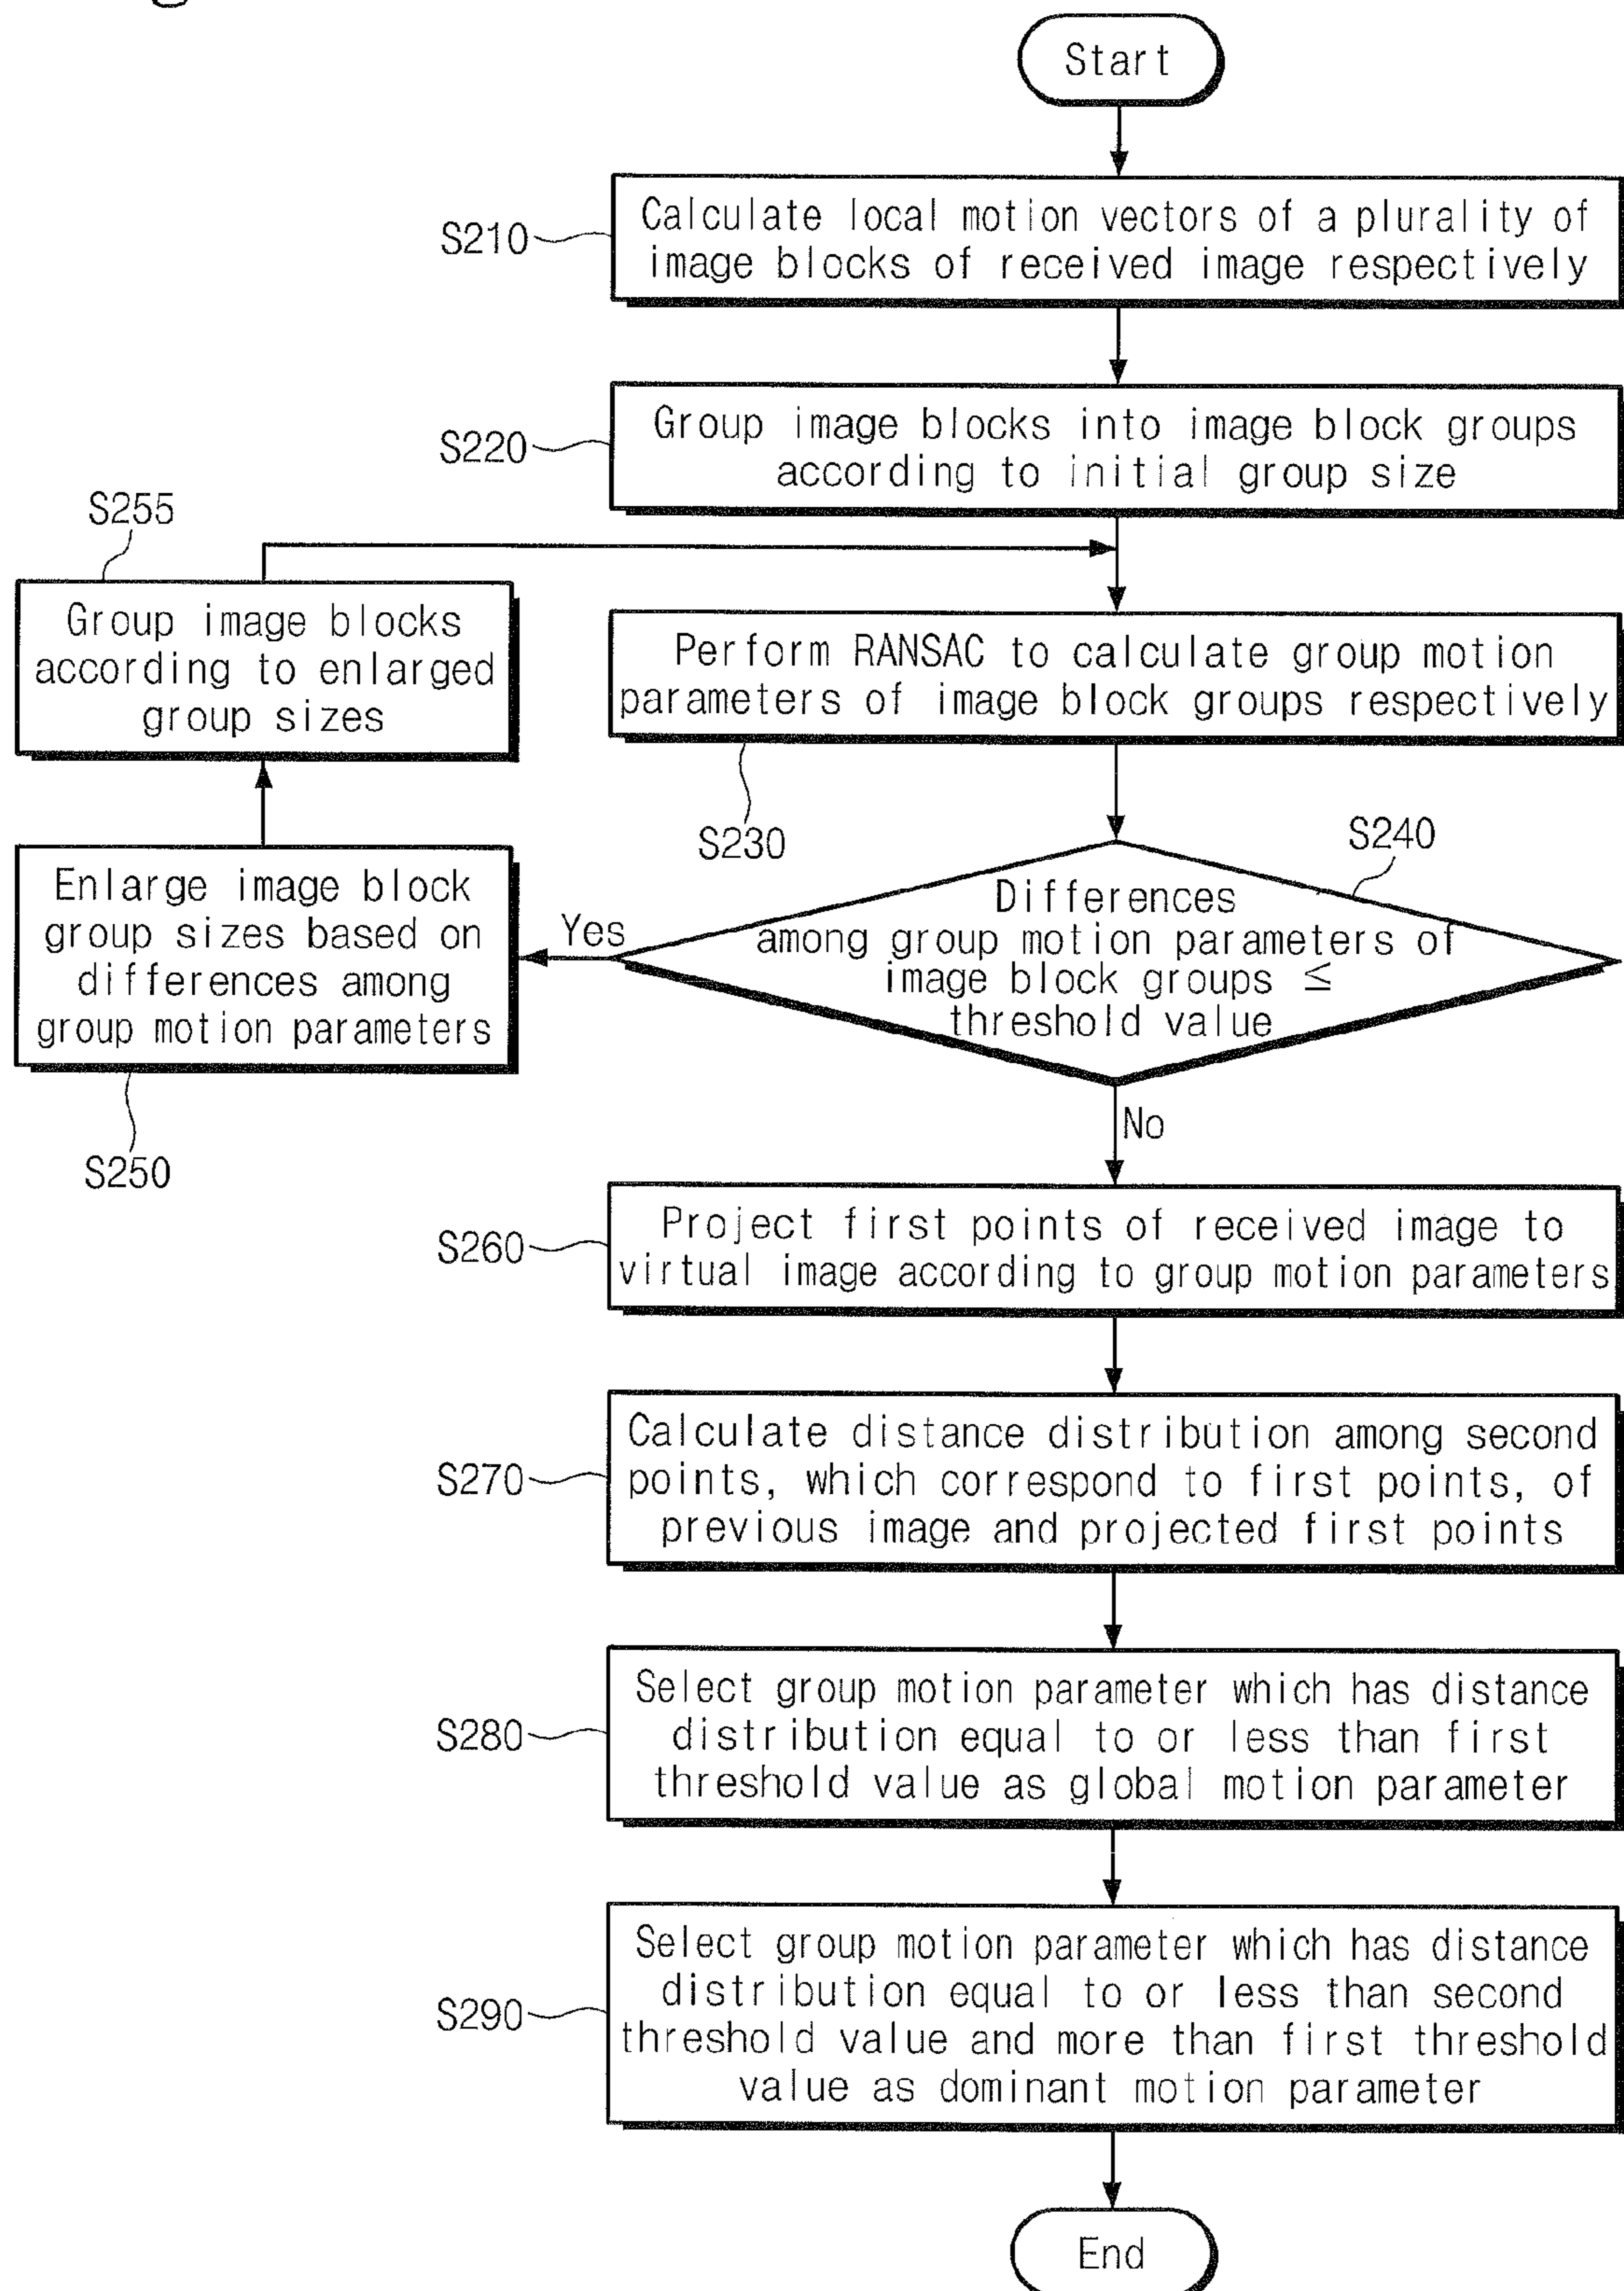 Start
S210
Calculate local motion vectors of a plurality of
image blocks of received image respectively
S220
Group image blocks into image block groups
according to initial group size
S255
Group image blocks
according to enlarged
group sizes
Perform RANSAC to calculate group motion
parameters of image block groups respectively
S230
S240
Differences
among group motion parameters of
image block groups ≤
threshold value
Yes
Enlarge image block
group sizes based on
differences among
group motion parameters
S250
No
S260
Project first points of received image to
virtual image according to group motion parameters
S270
Calculate distance distribution among second
points, which correspond to first points, of
previous image and projected first points
S280
Select group motion parameter which has distance
distribution equal to or less than first
threshold value as global motion parameter
S290
Select group motion parameter which has distance
distribution equal to or less than second
threshold value and more than first threshold
value as dominant motion parameter
End